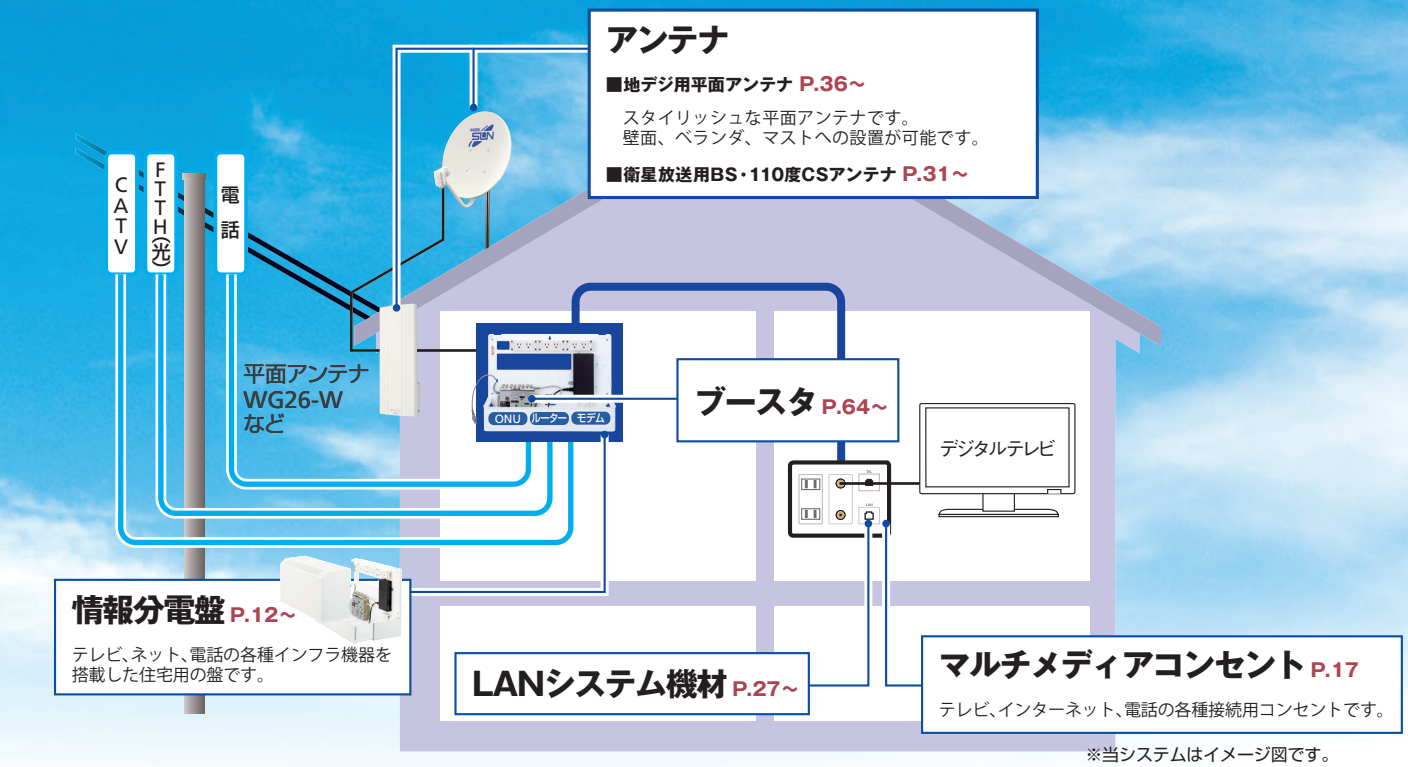 アンテナ
■地デジ用平面アンテナ P.36～
スタイリッシュな平面アンテナです。
壁面、ベランダ、マストへの設置が可能です。
■衛星放送用BS・110度CSアンテナ P.31～
SUN
CATV
FTTH(光)
電話
平面アンテナ
WG26-W
など
ONU ルーター モデム
ブースタ P.64～
デジタルテレビ
TEL
LAN
情報分電盤 P.12～
テレビ、ネット、電話の各種インフラ機器を
搭載した住宅用の盤です。
LANシステム機材 P.27～
マルチメディアコンセント P.17
テレビ、インターネット、電話の各種接続用コンセントです。
※当システムはイメージ図です。